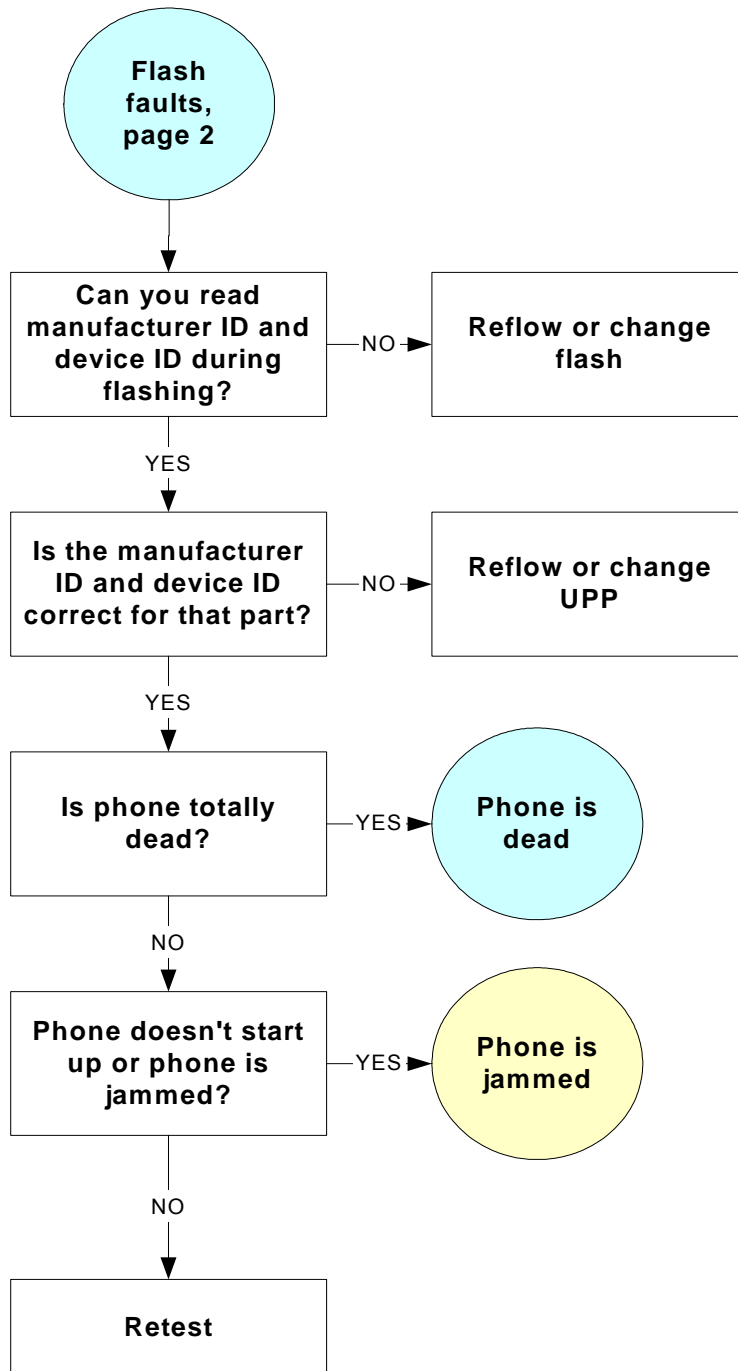 Flash
faults,
page 2
Can you read
manufacturer ID and
device ID during
flashing?
NO
Reflow or change
flash
YES
Is the manufacturer
ID and device ID
correct for that part?
NO
Reflow or change
UPP
YES
Is phone totally
dead?
YES
Phone is
dead
NO
Phone doesn't start
up or phone is
jammed?
YES
Phone is
jammed
NO
Retest